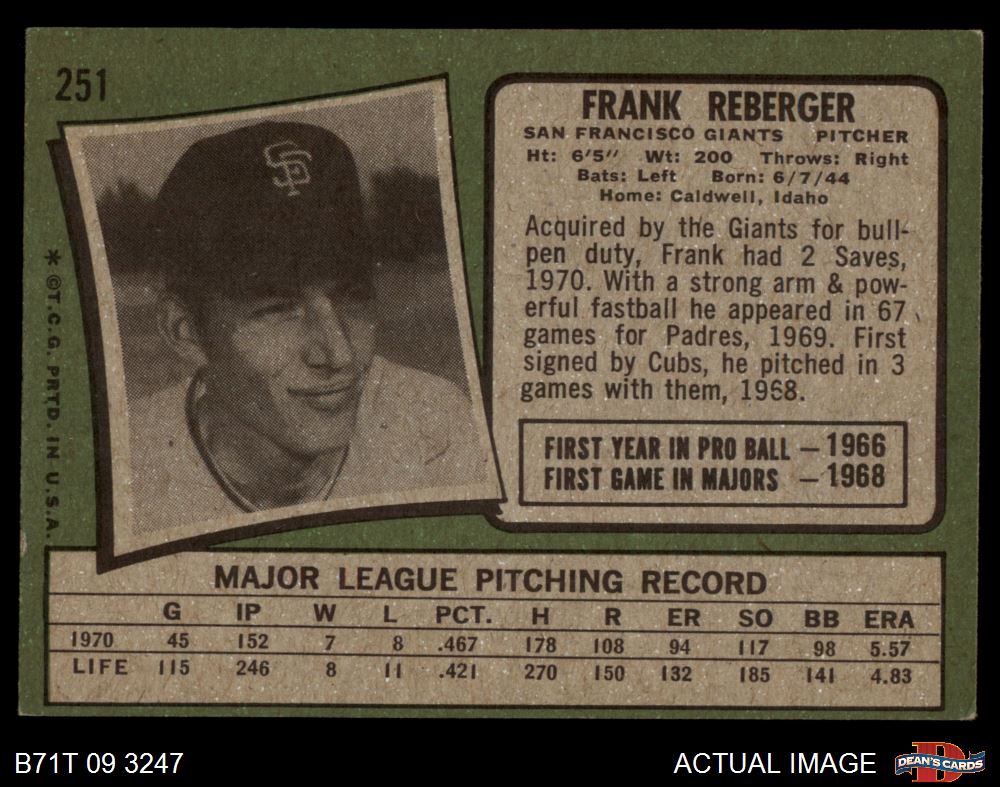 251
SF
FRANK REBERGER
SAN FRANCISCO GIANTS PITCHER
Ht: 6'5" Wt: 200 Throws: Right
Bats: Left Born: 6/7/44
Home: Caldwell, Idaho
Acquired by the Giants for bull-
pen duty, Frank had 2 Saves,
1970. With a strong arm & pow-
erful fastball he appeared in 67
games for Padres, 1969. First
signed by Cubs, he pitched in 3
games with them, 1968.
FIRST YEAR IN PRO BALL — 1966
FIRST GAME IN MAJORS — 1968
* ©T.C.G. PRTD. IN U.S.A.
MAJOR LEAGUE PITCHING RECORD
G IP W L PCT. H R ER SO BB ERA
1970 45 152 7 8 .467 178 108 94 117 98 5.57
LIFE 115 246 8 11 .421 270 150 132 185 141 4.83
B71T 09 3247
ACTUAL IMAGE
DEAN'S CARDS